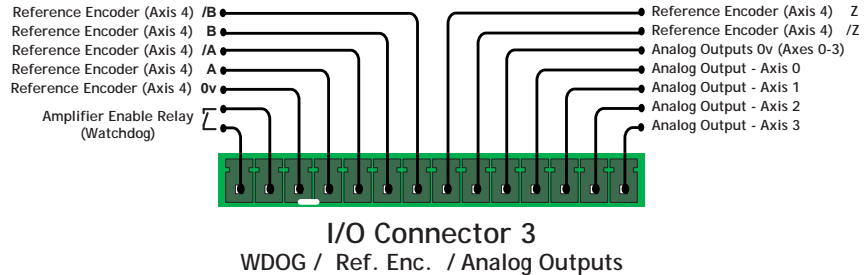 Reference Encoder (Axis 4) /B
Reference Encoder (Axis 4) B
Reference Encoder (Axis 4) /A
Reference Encoder (Axis 4) A
Reference Encoder (Axis 4) 0v
Amplifier Enable Relay
(Watchdog)
Reference Encoder (Axis 4) Z
Reference Encoder (Axis 4) /Z
Analog Outputs 0v (Axes 0-3)
Analog Output - Axis 0
Analog Output - Axis 1
Analog Output - Axis 2
Analog Output - Axis 3
I/O Connector 3
WDOG / Ref. Enc. / Analog Outputs